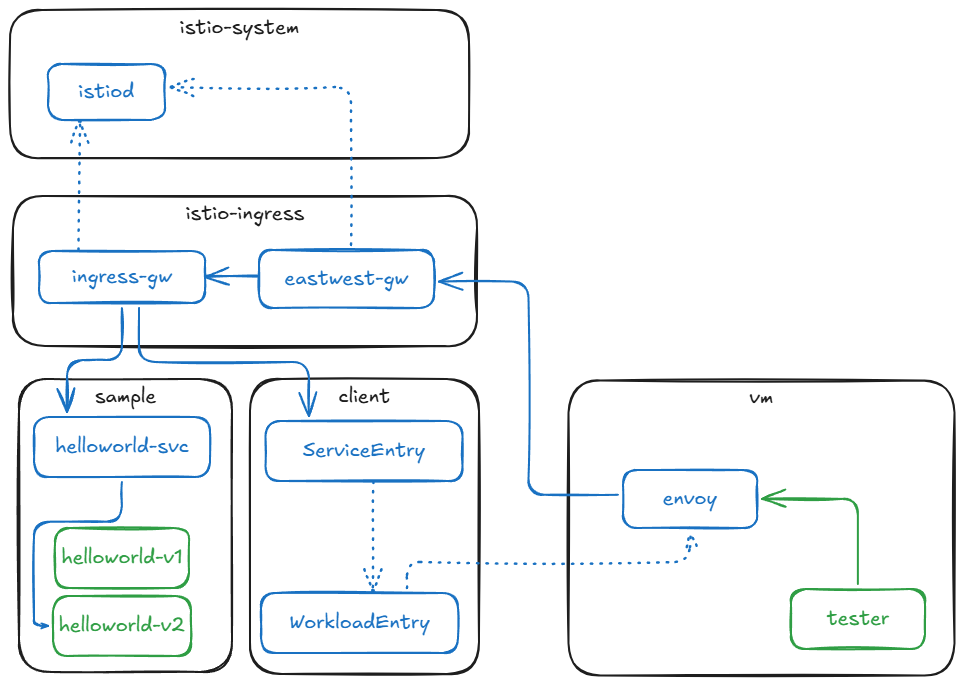 istio-system
istiod
istio-ingress
ingress-gw
eastwest-gw
sample
helloworld-svc
helloworld-v1
helloworld-v2
client
ServiceEntry
WorkloadEntry
vm
envoy
tester